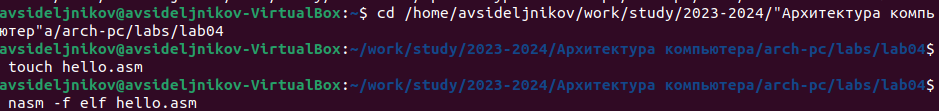 avsideljnikov@avsideljnikov-VirtualBox:~$ cd /home/avsideljnikov/work/study/2023-2024/"Архитектура компь
ютер"а/arch-pc/labs/lab04
avsideljnikov@avsideljnikov-VirtualBox:~/work/study/2023-2024/Архитектура компьютера/arch-pc/labs/lab04$
touch hello.asm
avsideljnikov@avsideljnikov-VirtualBox:~/work/study/2023-2024/Архитектура компьютера/arch-pc/labs/lab04$
nasm -f elf hello.asm